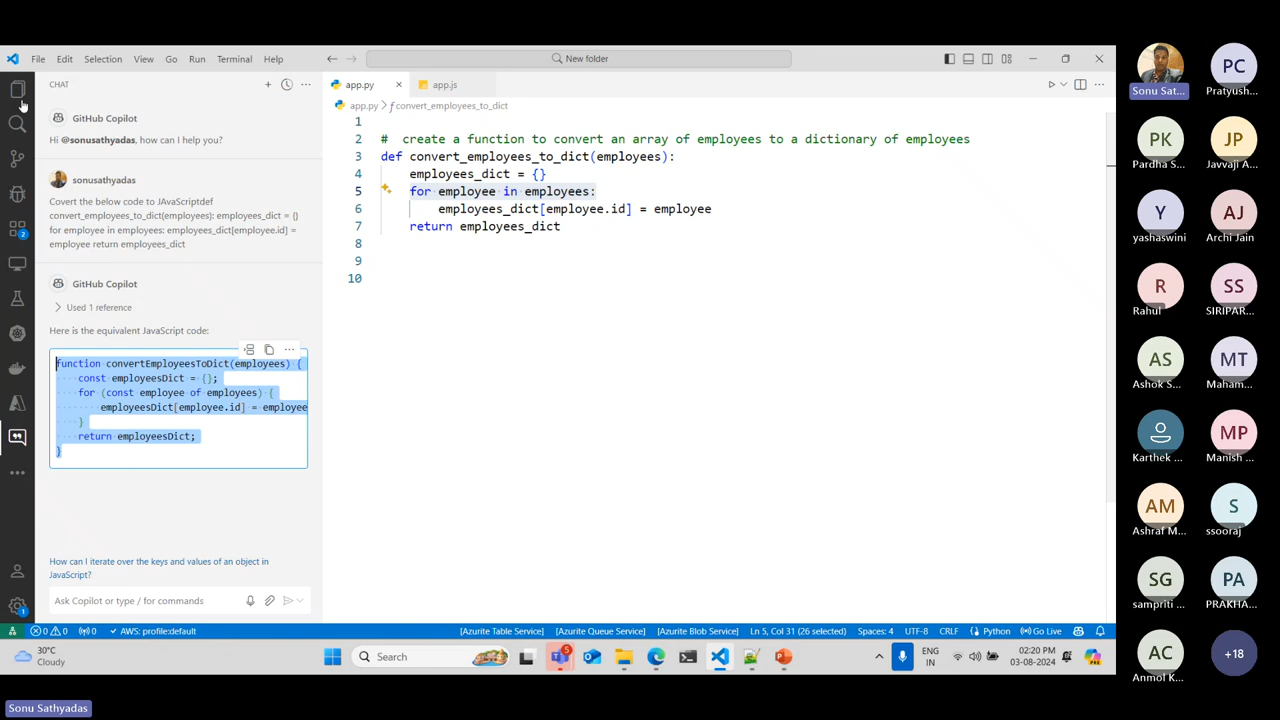 File Edit Selection View Go Run Terminal Help
New folder
CHAT
GitHub Copilot
Hi @sonusathyadas, how can I help you?
sonusathyadas
Covert the below code to JAVAScriptdef
convert_employees_to_dict(employees): employees_dict = {}
for employee in employees: employees_dict[employee.id] =
employee return employees_dict
GitHub Copilot
Used 1 reference
Here is the equivalent JavaScript code:
function convertEmployeesToDict(employees) {
const employeesDict = {};
for (const employee of employees) {
employeesDict[employee.id] = employee
}
return employeesDict;
}
How can I iterate over the keys and values of an object in
JavaScript?
Ask Copilot or type / for commands
2
1
app.py
app.js
app.py > convert_employees_to_dict
1
2 # create a function to convert an array of employees to a dictionary of employees
3 def convert_employees_to_dict(employees):
4 employees_dict = {}
5 for employee in employees:
6 employees_dict[employee.id] = employee
7 return employees_dict
8
9
10
0 0 0 AWS: profile:default
[Azurite Table Service] [Azurite Queue Service] [Azurite Blob Service] Ln 5, Col 31 (26 selected) Spaces: 4 UTF-8 CRLF Python Go Live
30°C
Cloudy
Search
5
ENG
IN
02:20 PM
03-08-2024
Sonu Sathyadas
Sonu Sat...
PC
Pratyush...
PK
Pardha S...
JP
Javvaji A...
Y
yashaswini
AJ
Archi Jain
R
Rahul
SS
SIRIPAR...
AS
Ashok S...
MT
Maham...
Karthek ...
MP
Manish ...
AM
Ashraf M...
S
ssooraj
SG
sampriti ...
PA
PRAKHA...
AC
Anmol K...
+18